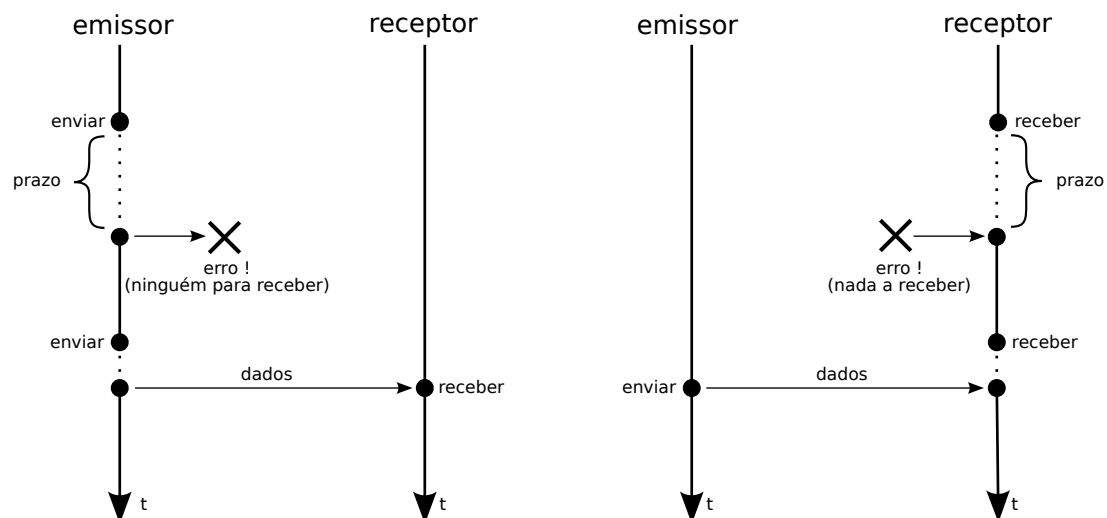 emissor
receptor
enviar
prazo
erro !
(ninguém para receber)
enviar
dados
receber
t
t
emissor
receptor
receber
prazo
erro !
(nada a receber)
receber
enviar
dados
t
t